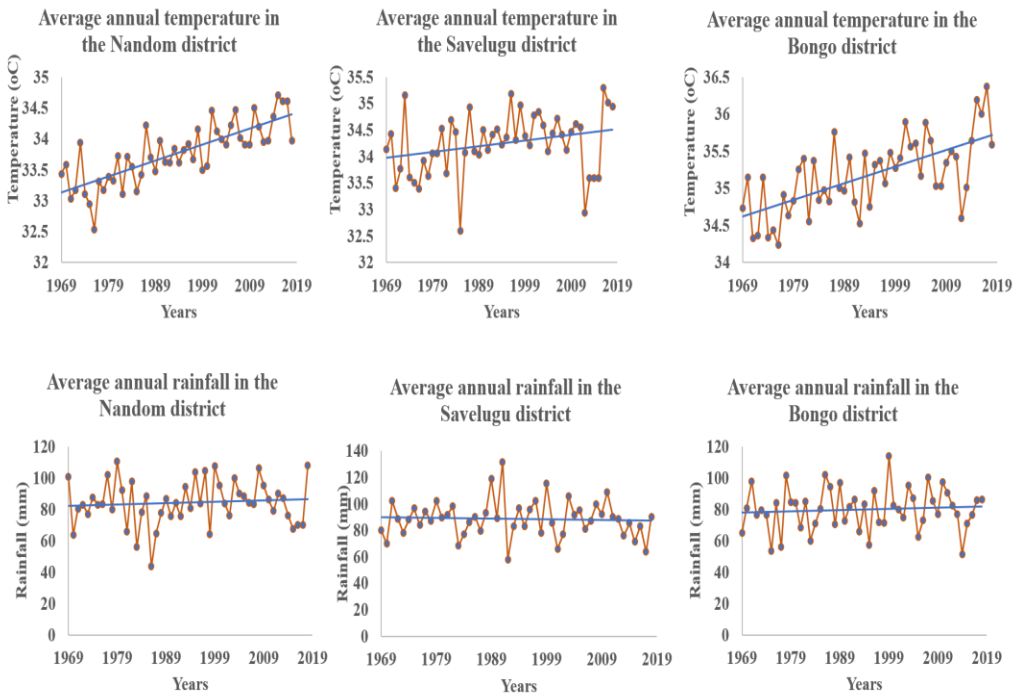 Average annual temperature in
the Nandom district
Temperature (oC)
35
34.5
34
33.5
33
32.5
32
1969 1979 1989 1999 2009 2019
Years
Average annual temperature in
the Savelugu district
Temperature (oC)
35.5
35
34.5
34
33.5
33
32.5
32
1969 1979 1989 1999 2009 2019
Years
Average annual temperature in the
Bongo district
Temperature (oC)
36.5
36
35.5
35
34.5
34
1969 1979 1989 1999 2009 2019
Years
Average annual rainfall in the
Nandom district
Rainfall (mm)
120
100
80
60
40
20
0
1969 1979 1989 1999 2009 2019
Years
Average annual rainfall in the
Savelugu district
Rainfall (mm)
140
120
100
80
60
40
20
0
1969 1979 1989 1999 2009 2019
Years
Average annual rainfall in the
Bongo district
Rainfall (mm)
120
100
80
60
40
20
0
1969 1979 1989 1999 2009 2019
Years